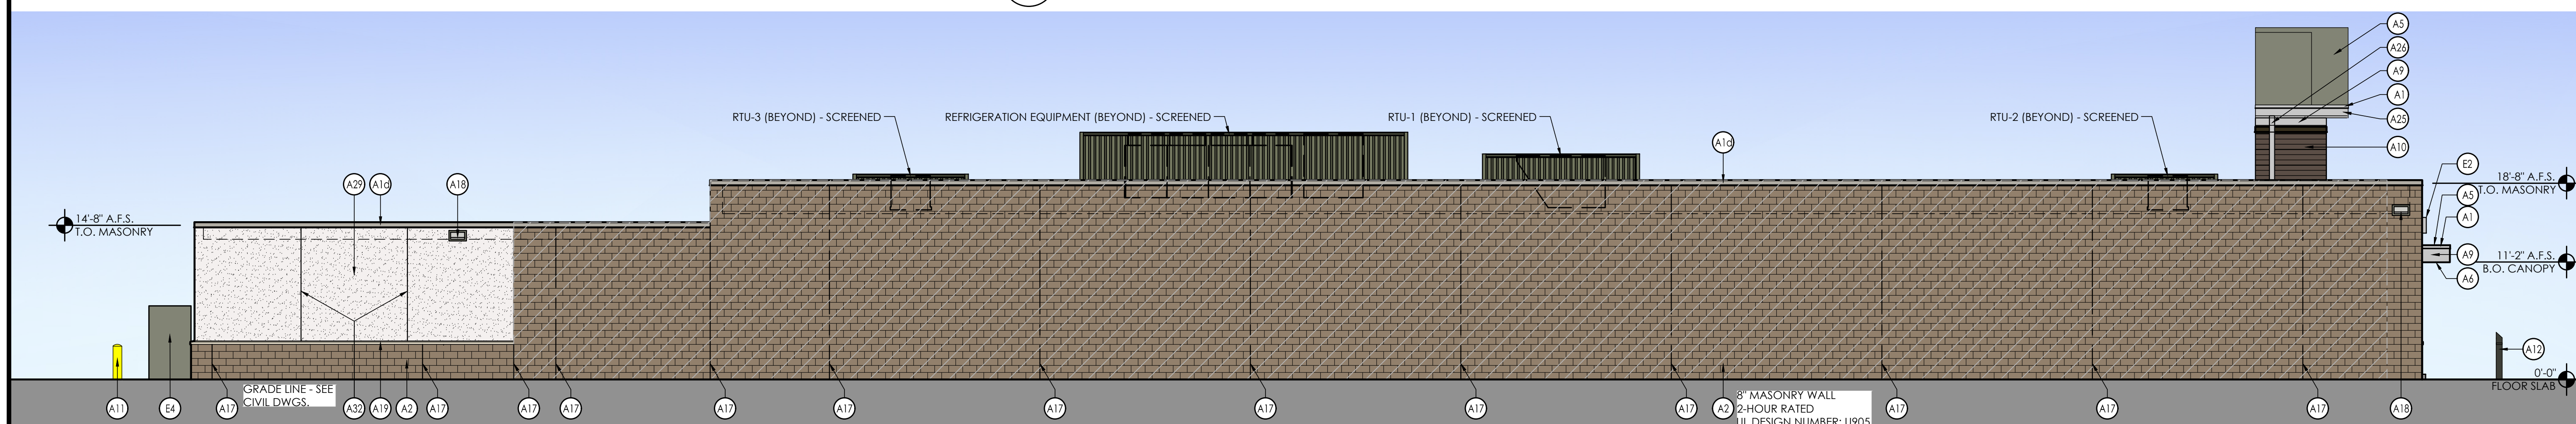 A5
A26
A9
A1
A25
A10
RTU-3 (BEYOND) - SCREENED
REFRIGERATION EQUIPMENT (BEYOND) - SCREENED
RTU-1 (BEYOND) - SCREENED
RTU-2 (BEYOND) - SCREENED
A1d
E2
A29
A1d
A18
18'-8" A.F.S.
T.O. MASONRY
A5
A1
14'-8" A.F.S.
T.O. MASONRY
A9
11'-2" A.F.S.
B.O. CANOPY
A6
A12
0'-0"
FLOOR SLAB
GRADE LINE - SEE
CIVIL DWGS.
A11
E4
A17
A32
A19
A2
A17
A17
A17
A17
A17
A17
A17
A17
A17
A2
8" MASONRY WALL
2-HOUR RATED
UL DESIGN NUMBER: U905
A17
A17
A17
A18